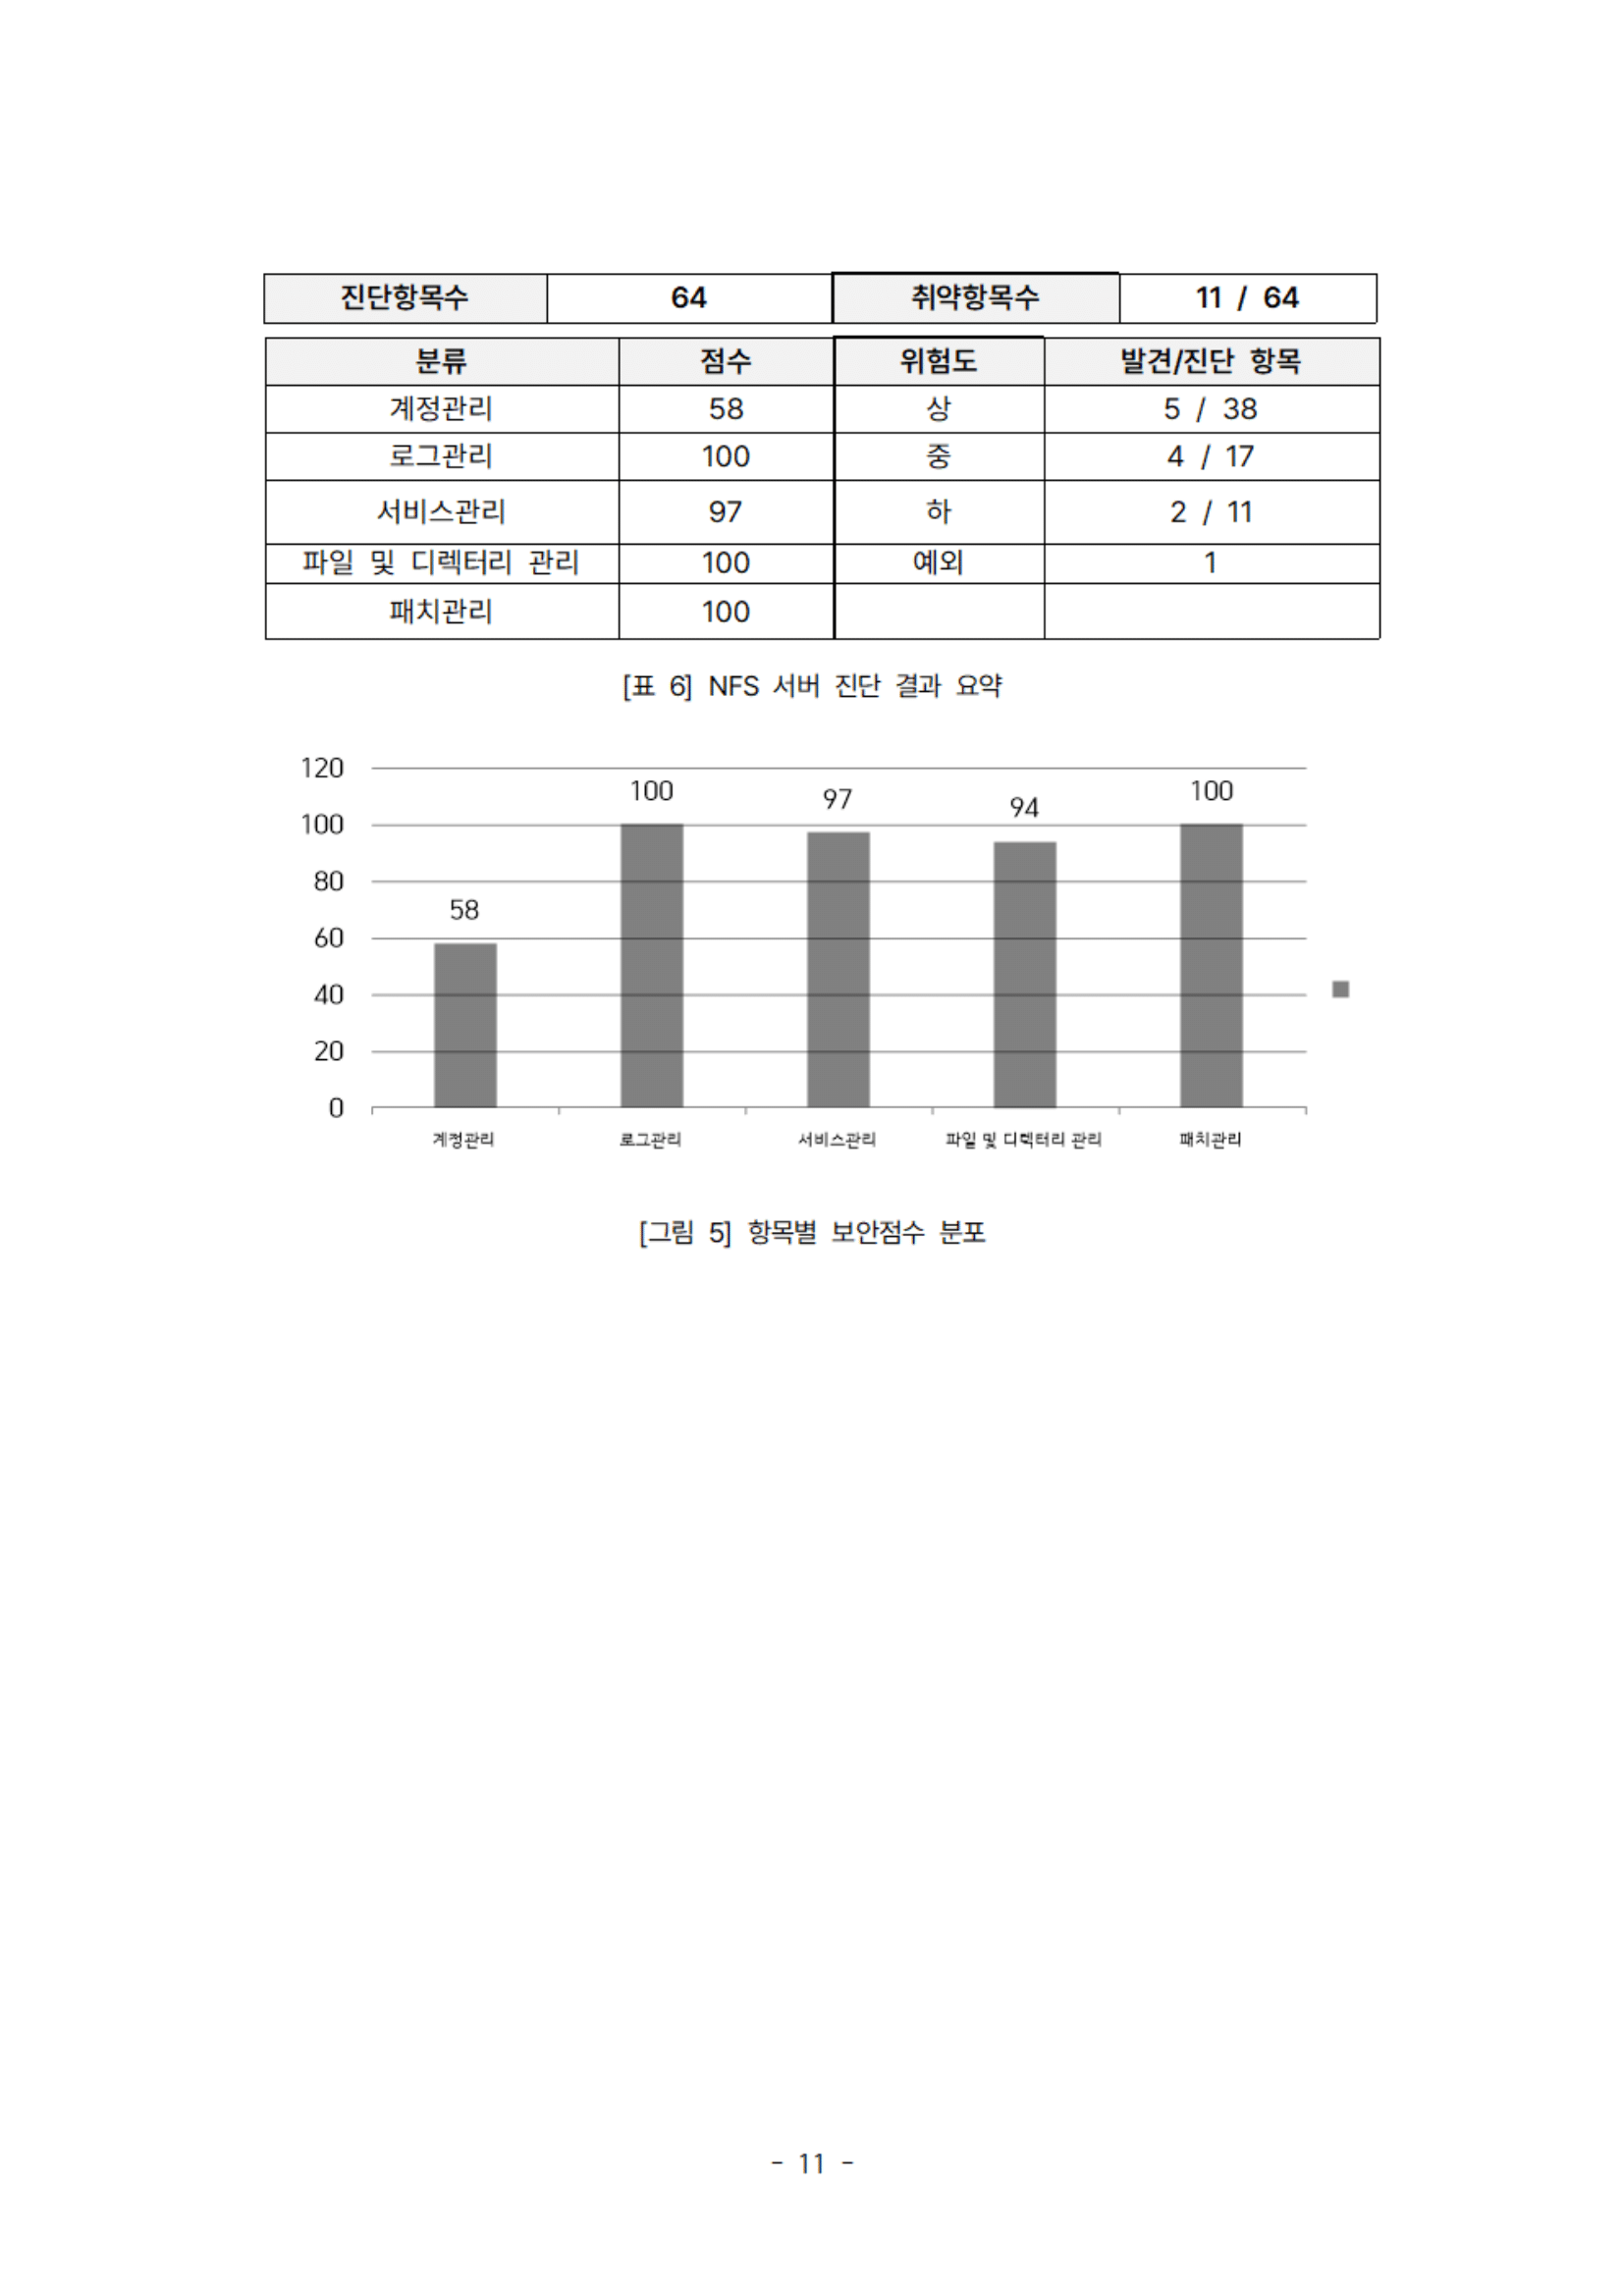 진단항목수 64 취약항목수 11 / 64
분류 점수 위험도 발견/진단 항목
계정관리 58 상 5 / 38
로그관리 100 중 4 / 17
서비스관리 97 하 2 / 11
파일 및 디렉터리 관리 100 예외 1
패치관리 100
[표 6] NFS 서버 진단 결과 요약
120
100
80
60
40
20
0
58
100
97
94
100
계정관리 로그관리 서비스관리 파일 및 디렉터리 관리 패치관리
[그림 5] 항목별 보안점수 분포
- 11 -